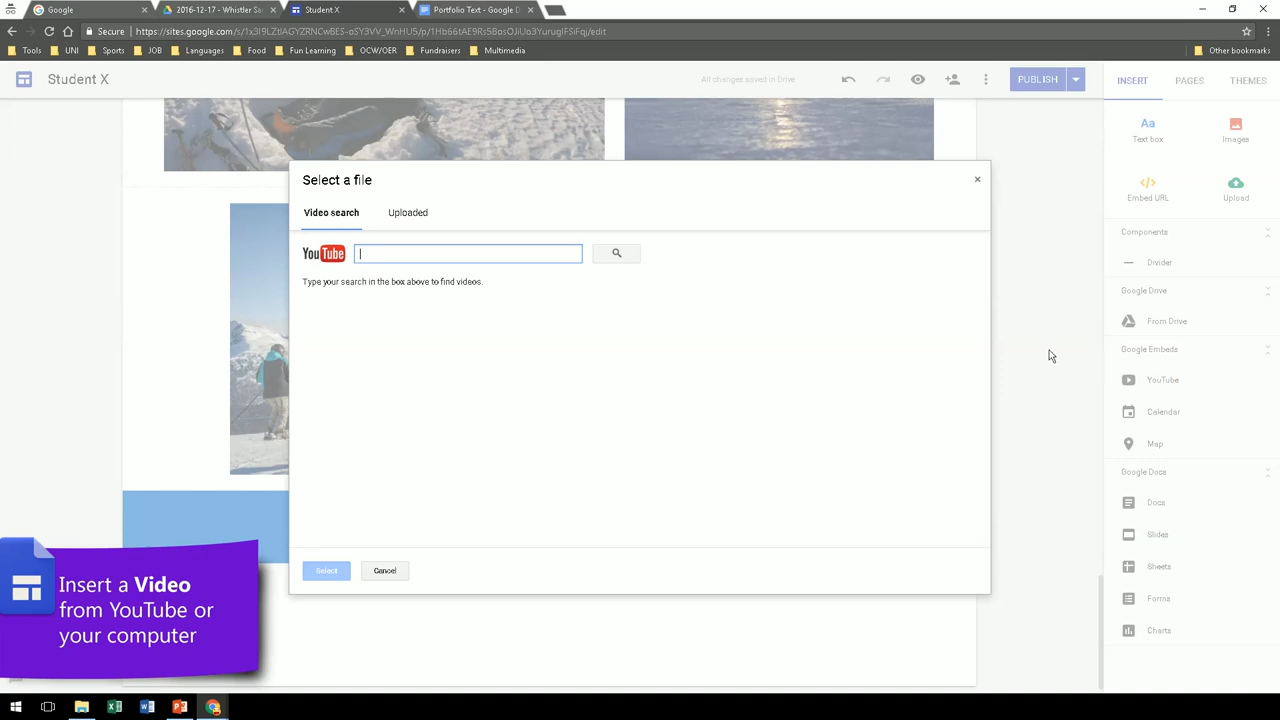 Google
2016-12-17 - Whistler Su
Student X
Portfolio Text - Google D
Secure
https://sites.google.com
/edit
Tools
UNI
Sports
JOB
Languages
Food
Fun Learning
OCW/OER
Fundraisers
Multimedia
Other bookmarks
Student X
All changes saved in Drive
PUBLISH
INSERT
PAGES
THEMES
Aa
Text box
Images
Embed URL
Upload
Components
Divider
Google Drive
From Drive
Google Embeds
YouTube
Calendar
Map
Google Docs
Docs
Slides
Sheets
Forms
Charts
Select a file
Video search
Uploaded
YouTube
Type your search in the box above to find videos.
Select
Cancel
Insert a Video
from YouTube or
your computer